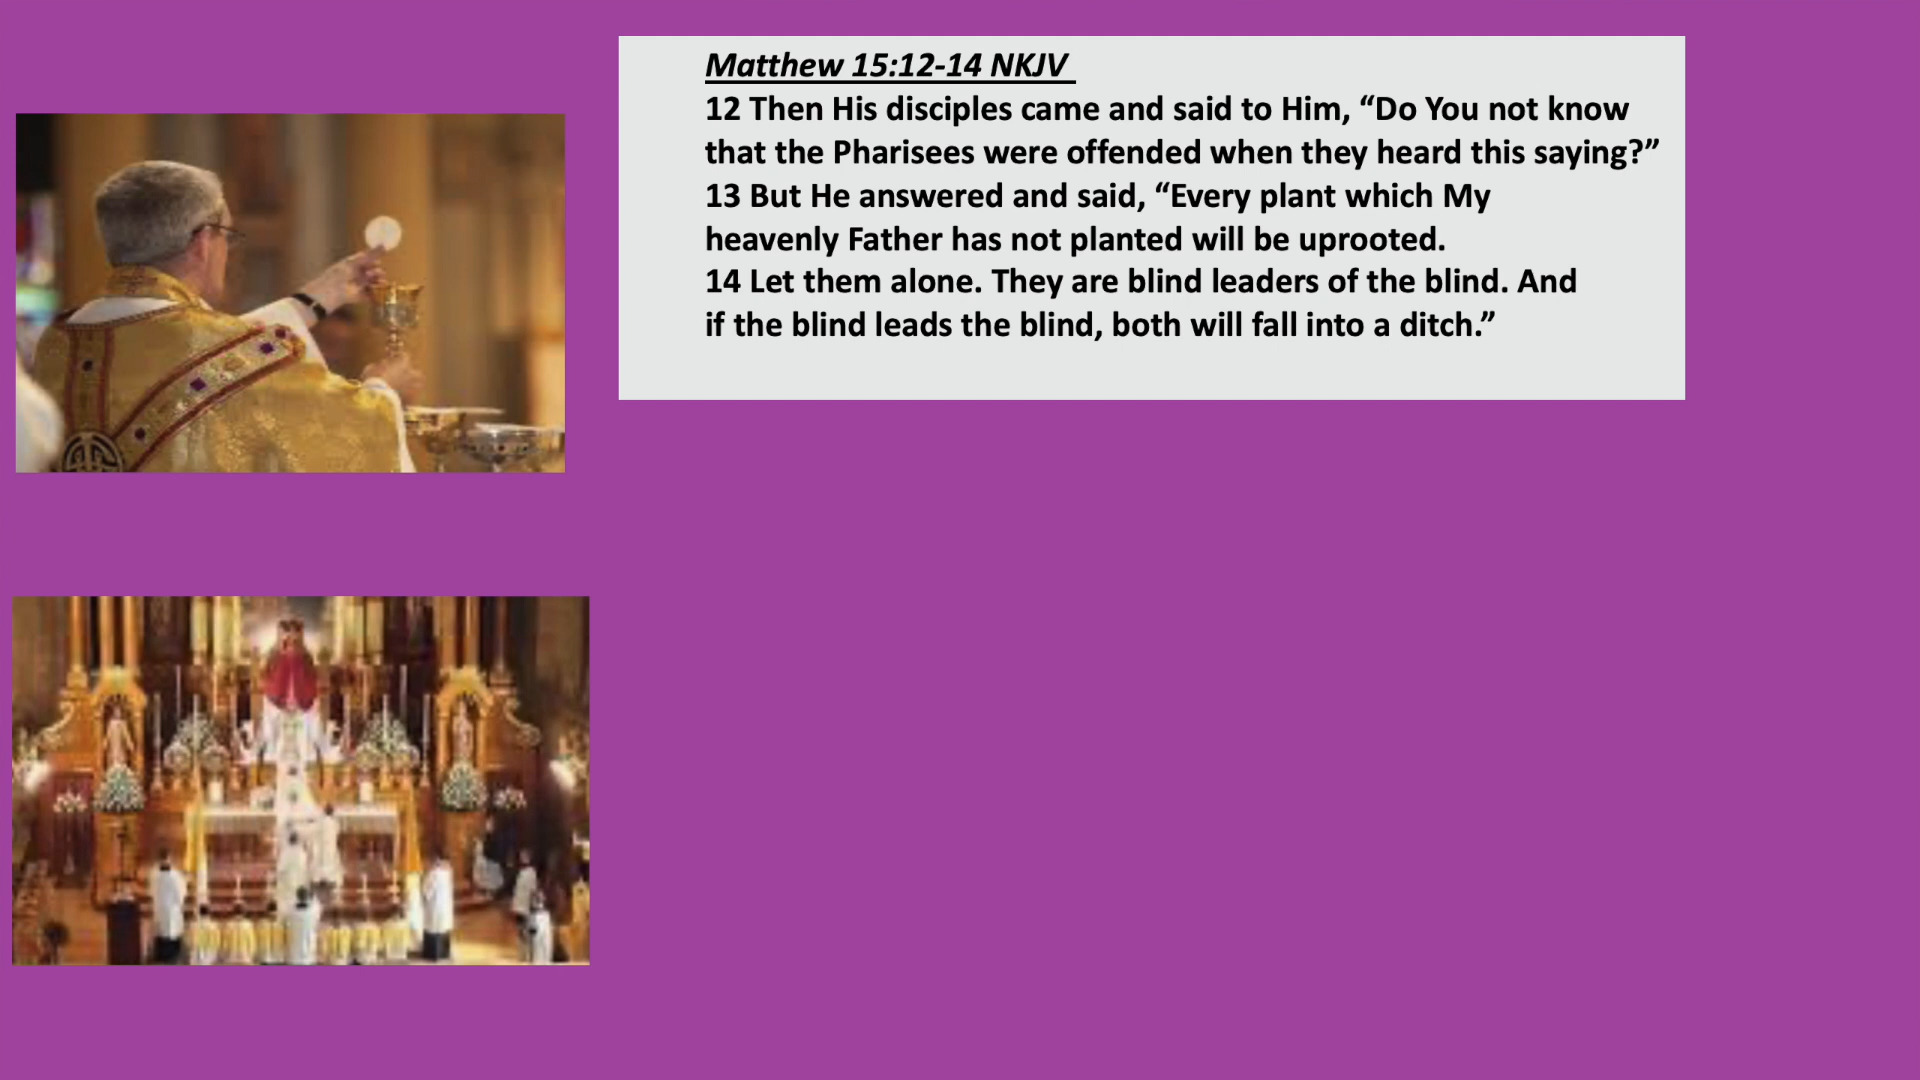 Matthew 15:12-14 NKJV
12 Then His disciples came and said to Him, “Do You not know
that the Pharisees were offended when they heard this saying?”
13 But He answered and said, “Every plant which My
heavenly Father has not planted will be uprooted.
14 Let them alone. They are blind leaders of the blind. And
if the blind leads the blind, both will fall into a ditch.”